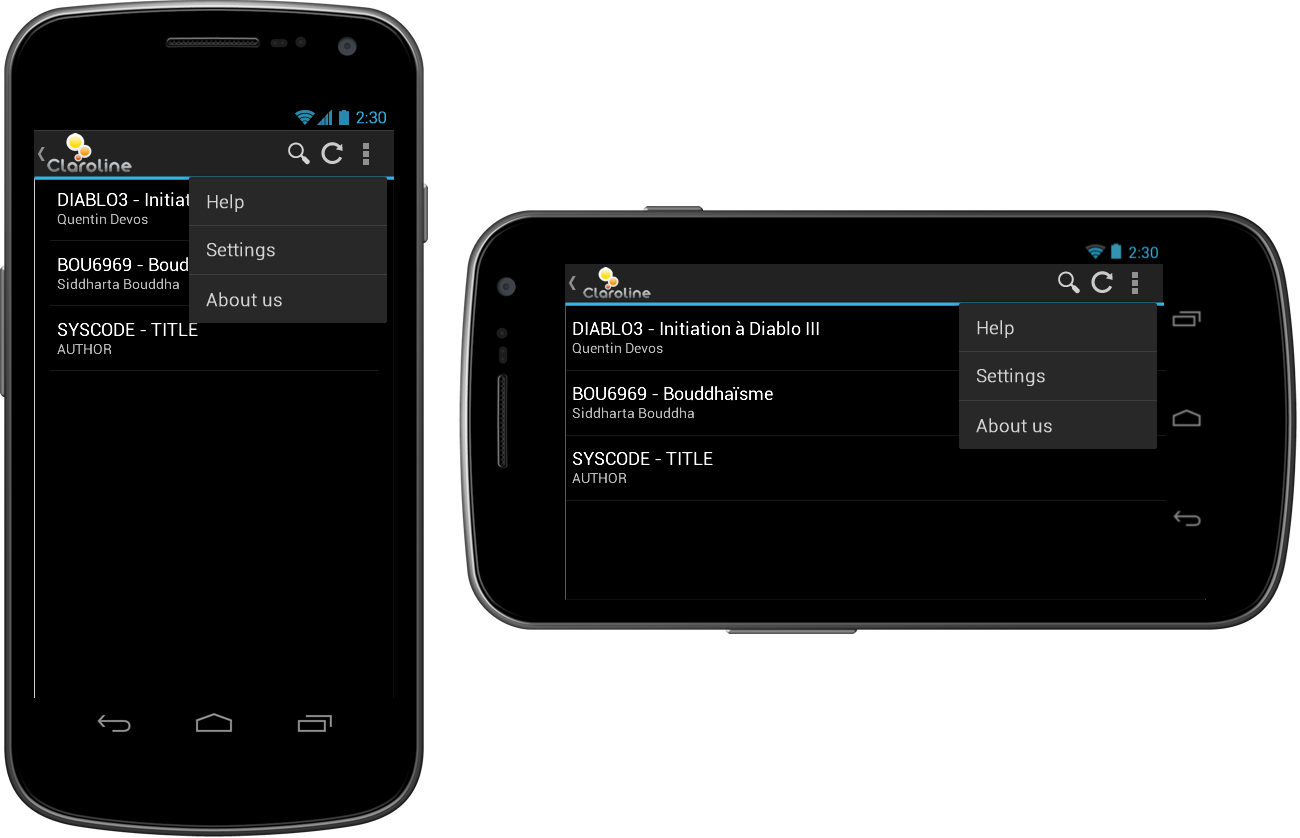 2:30
Claroline
DIABLO3 - Initiat
Quentin Devos
BOU6969 - Boud
Siddharta Bouddha
SYSCODE - TITLE
AUTHOR
Help
Settings
About us
2:30
Claroline
DIABLO3 - Initiation à Diablo III
Quentin Devos
BOU6969 - Bouddhaïsme
Siddharta Bouddha
SYSCODE - TITLE
AUTHOR
Help
Settings
About us